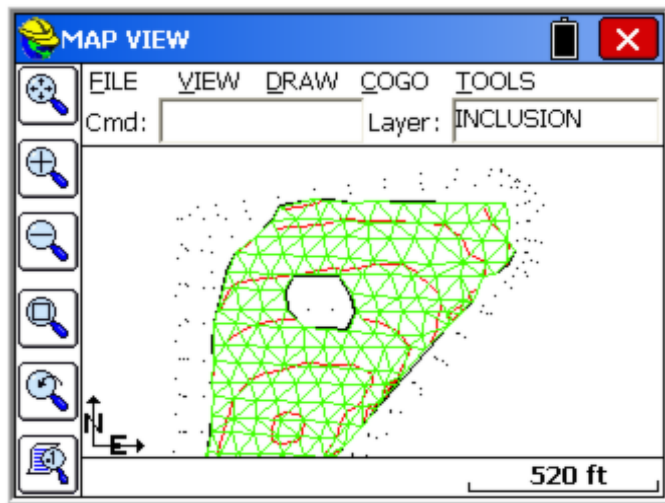 MAP VIEW
FILE VIEW DRAW COGO TOOLS
Cmd: Layer: INCLUSION
N
E
520 ft